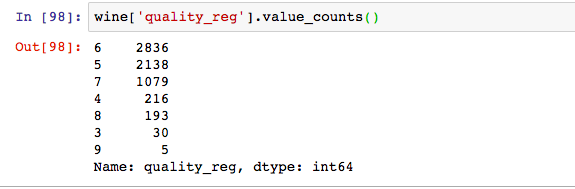 In [98]: wine['quality_reg'].value_counts()
Out[98]: 6    2836
5    2138
7    1079
4     216
8     193
3      30
9       5
Name: quality_reg, dtype: int64